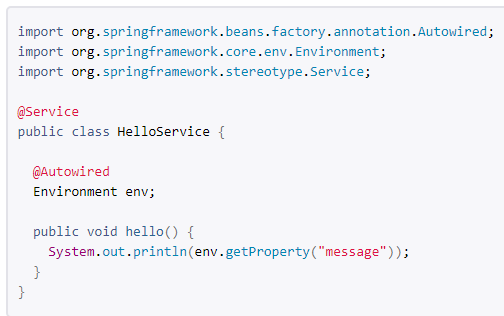 import org.springframework.beans.factory.annotation.Autowired;
import org.springframework.core.env.Environment;
import org.springframework.stereotype.Service;
@Service
public class HelloService {
@Autowired
Environment env;
public void hello() {
System.out.println(env.getProperty("message"));
}
}